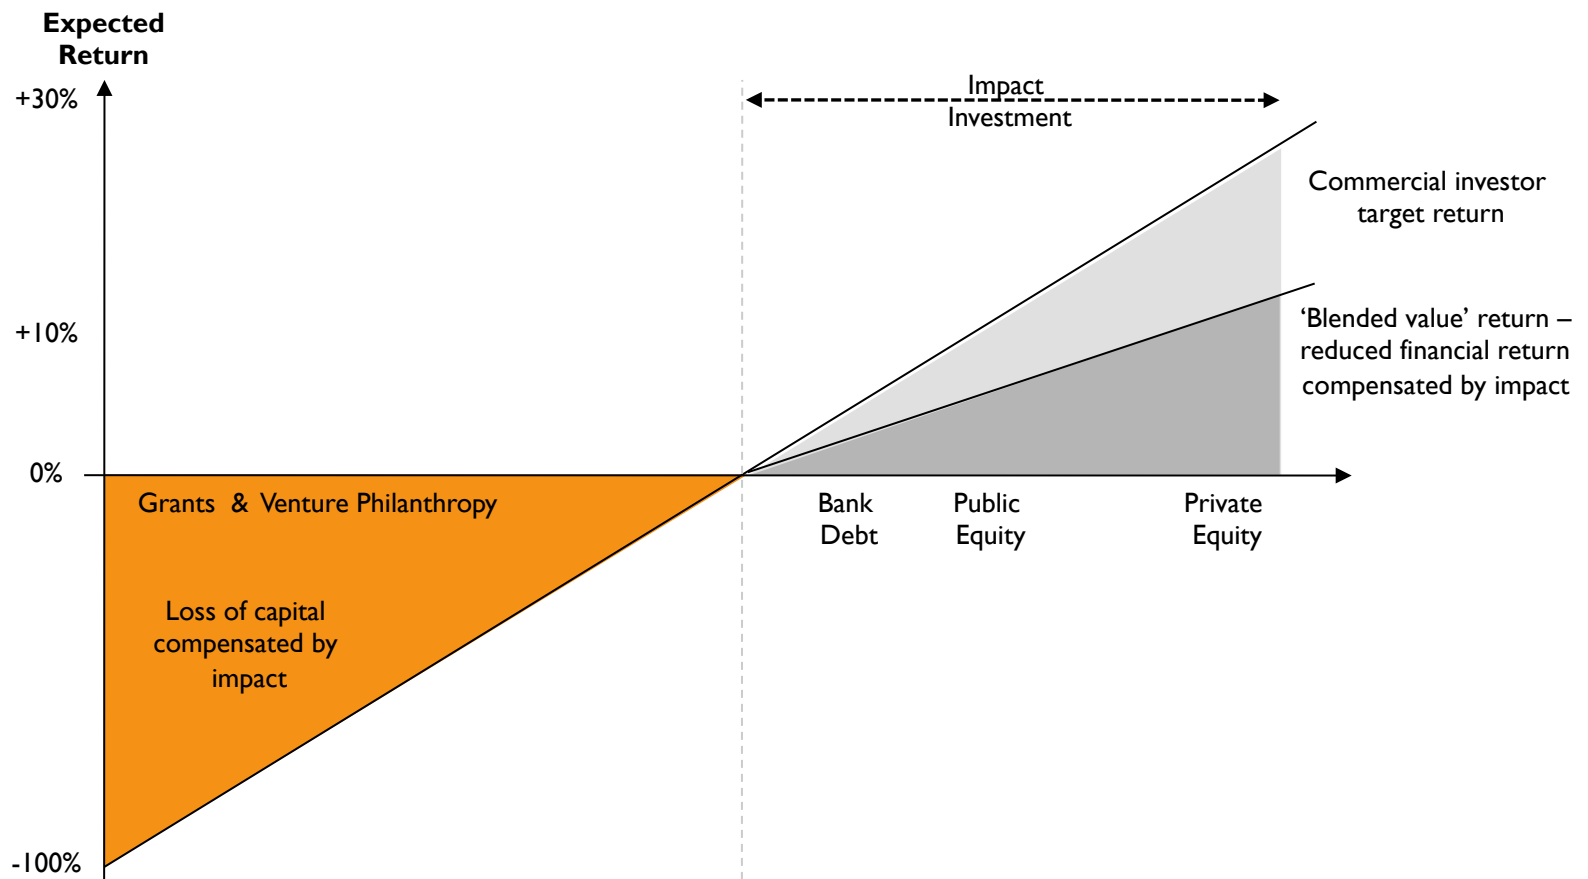 Expected
Return
+30%
Impact
Investment
Commercial investor
target return
+10%
‘Blended value’ return –
reduced financial return
compensated by impact
0%
Grants & Venture Philanthropy
Bank
Debt
Public
Equity
Private
Equity
Loss of capital
compensated by
impact
-100%